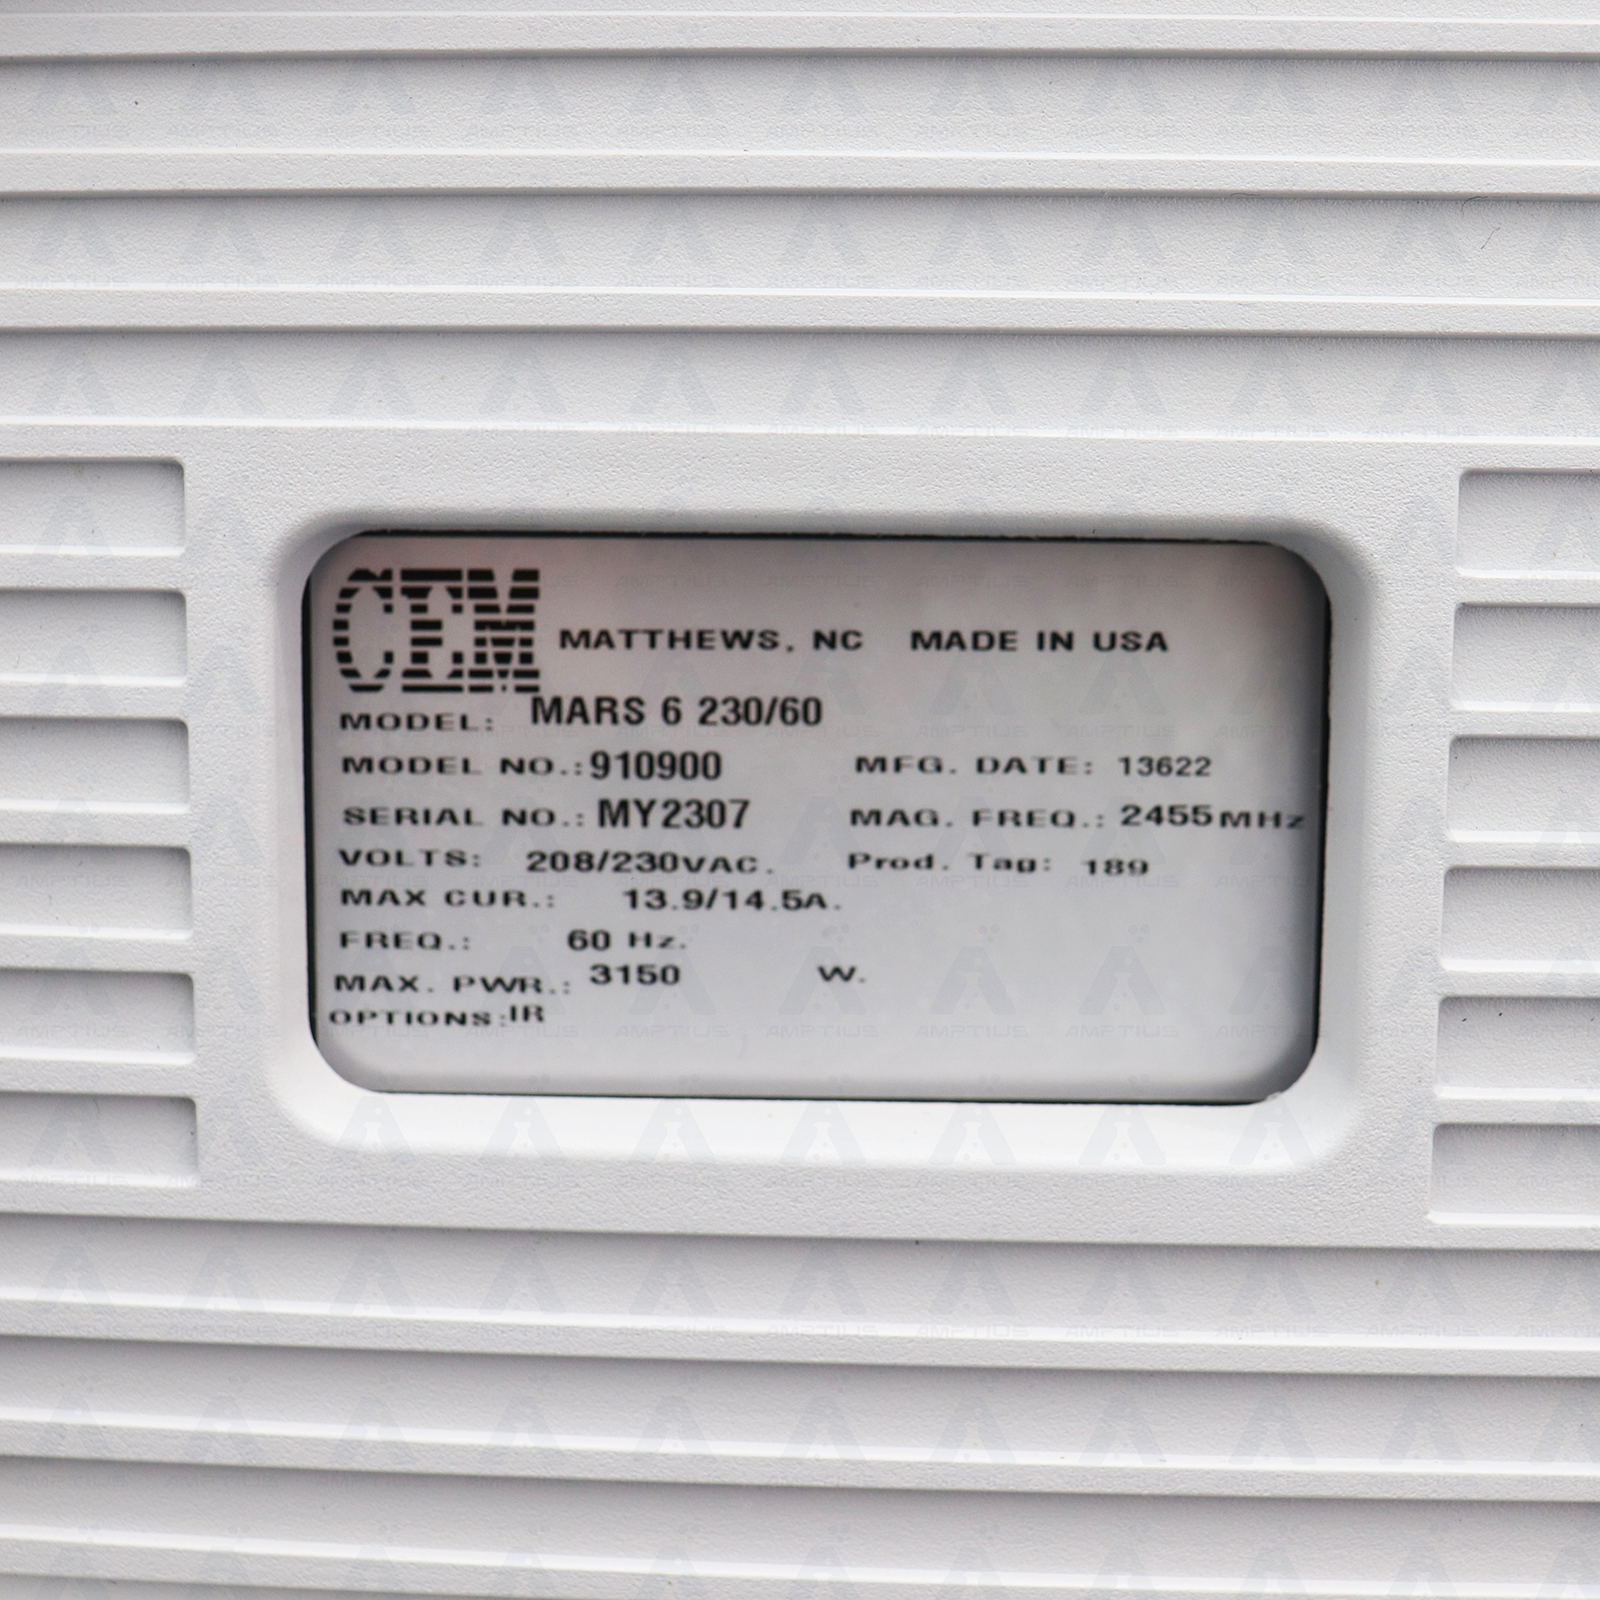 CEM MATTHEWS, NC MADE IN USA
MODEL: MARS 6 230/60
MODEL NO.: 910900 MFG. DATE: 13622
SERIAL NO.: MY2307 MAG. FREQ.: 2455 MHz
VOLTS: 208/230VAC. Prod. Tag: 189
MAX CUR.: 13.9/14.5A.
FREQ.: 60 Hz.
MAX. PWR.: 3150 W.
OPTIONS: IR
AMPTIUS